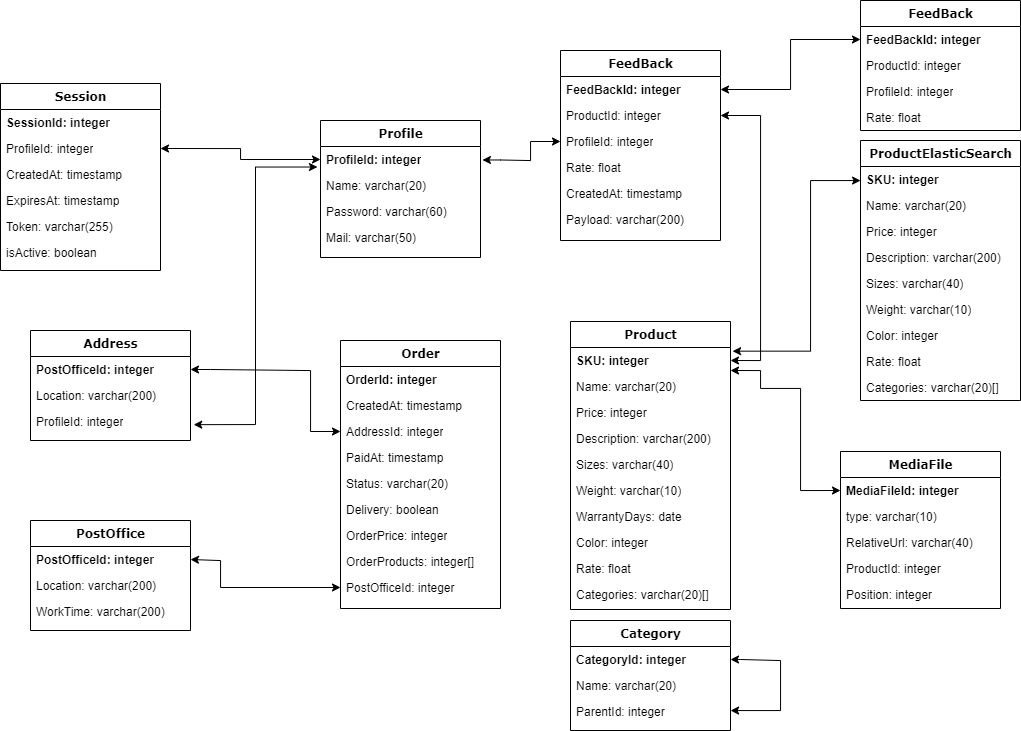 Session
SessionId: integer
ProfileId: integer
CreatedAt: timestamp
ExpiresAt: timestamp
Token: varchar(255)
isActive: boolean
Profile
ProfileId: integer
Name: varchar(20)
Password: varchar(60)
Mail: varchar(50)
FeedBack
FeedBackId: integer
ProductId: integer
ProfileId: integer
Rate: float
CreatedAt: timestamp
Payload: varchar(200)
FeedBack
FeedBackId: integer
ProductId: integer
ProfileId: integer
Rate: float
ProductElasticSearch
SKU: integer
Name: varchar(20)
Price: integer
Description: varchar(200)
Sizes: varchar(40)
Weight: varchar(10)
Color: integer
Rate: float
Categories: varchar(20)[]
Address
PostOfficeId: integer
Location: varchar(200)
ProfileId: integer
Order
OrderId: integer
CreatedAt: timestamp
AddressId: integer
PaidAt: timestamp
Status: varchar(20)
Delivery: boolean
OrderPrice: integer
OrderProducts: integer[]
PostOfficeId: integer
Product
SKU: integer
Name: varchar(20)
Price: integer
Description: varchar(200)
Sizes: varchar(40)
Weight: varchar(10)
WarrantyDays: date
Color: integer
Rate: float
Categories: varchar(20)[]
MediaFile
MediaFileId: integer
type: varchar(10)
RelativeUrl: varchar(40)
ProductId: integer
Position: integer
PostOffice
PostOfficeId: integer
Location: varchar(200)
WorkTime: varchar(200)
Category
CategoryId: integer
Name: varchar(20)
ParentId: integer